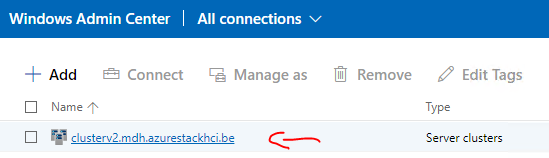 Windows Admin Center | All connections
Add Connect Manage as Remove Edit Tags
Name Type
clusterv2.mdh.azurestackhci.be Server clusters